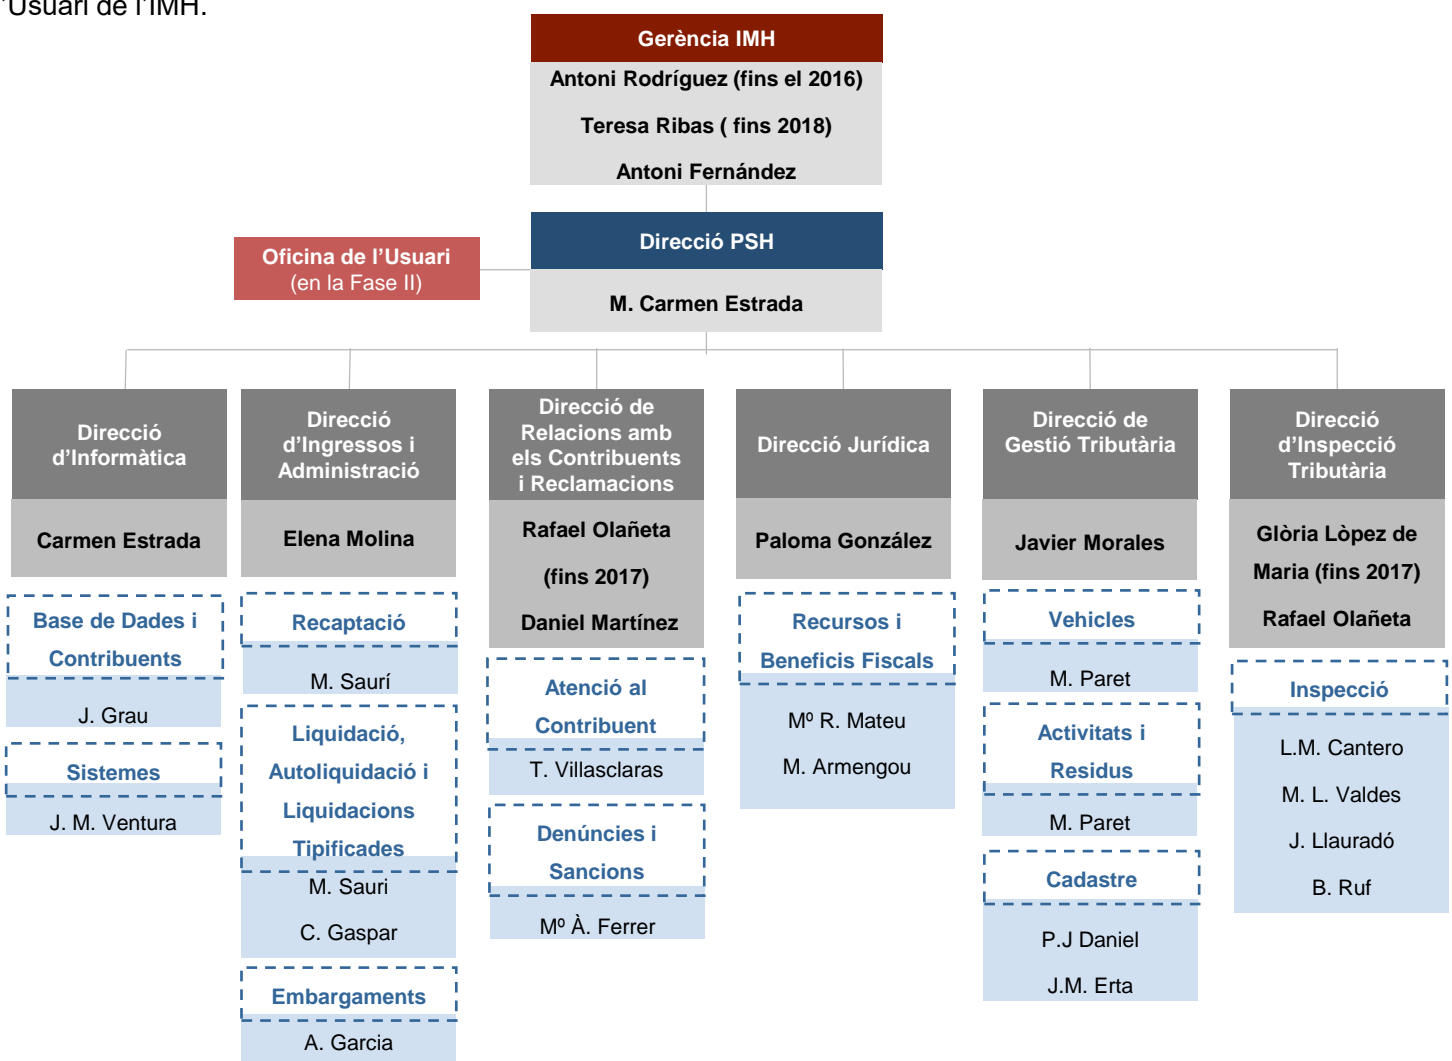 'Usuari de l'IMH.
Gerència IMH
Antoni Rodríguez (fins el 2016)
Teresa Ribas ( fins 2018)
Antoni Fernández
Direcció PSH
M. Carmen Estrada
Oficina de l'Usuari
(en la Fase II)
Direcció
d'Informàtica
Carmen Estrada
Base de Dades i
Contribuents
J. Grau
Sistemes
J. M. Ventura
Direcció
d'Ingressos i
Administració
Elena Molina
Recaptació
M. Saurí
Liquidació,
Autoliquidació i
Liquidacions
Tipificades
M. Sauri
C. Gaspar
Embargaments
A. Garcia
Direcció de
Relacions amb
els Contribuents
i Reclamacions
Rafael Olañeta
(fins 2017)
Daniel Martínez
Atenció al
Contribuent
T. Villasclaras
Denúncies i
Sancions
Mº À. Ferrer
Direcció Jurídica
Paloma González
Recursos i
Beneficis Fiscals
Mº R. Mateu
M. Armengou
Direcció de
Gestió Tributària
Javier Morales
Vehicles
M. Paret
Activitats i
Residus
M. Paret
Cadastre
P.J Daniel
J.M. Erta
Direcció
d'Inspecció
Tributària
Glòria Lòpez de
Maria (fins 2017)
Rafael Olañeta
Inspecció
L.M. Cantero
M. L. Valdes
J. Llauradó
B. Ruf